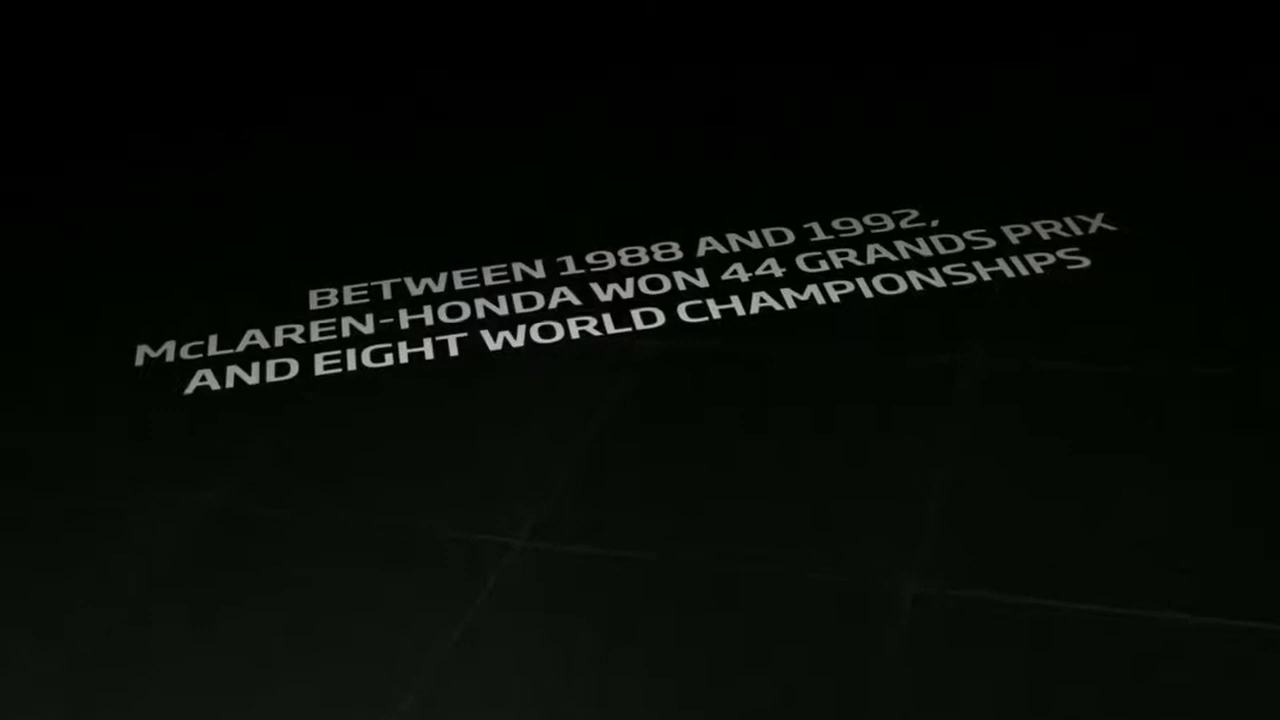 BETWEEN 1988 AND 1992,
McLAREN-HONDA WON 44 GRANDS PRIX
AND EIGHT WORLD CHAMPIONSHIPS